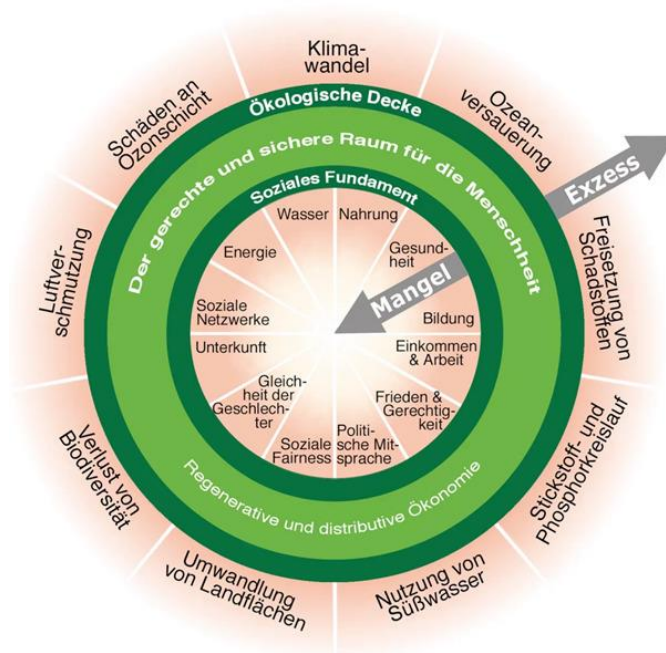 Klima-
wandel
Ozean-
versauerung
Freisetzung von
Schadstoffen
Stickstoff- und
Phosphorkreislauf
Nutzung von
Süßwasser
Umwandlung
von Landflächen
Verlust von
Biodiversität
Luftver-
schmutzung
Schäden an
Ozonschicht
Exzess
Ökologische Decke
Der gerechte und sichere Raum für die Menschheit
Soziales Fundament
Wasser
Nahrung
Gesund-
heit
Mangel
Bildung
Einkommen
& Arbeit
Frieden &
Gerechtig-
keit
Politi-
sche Mit-
sprache
Soziale
Fairness
Gleich-
heit der
Geschlech-
ter
Unterkunft
Soziale
Netzwerke
Energie
Regenerative und distributive Ökonomie